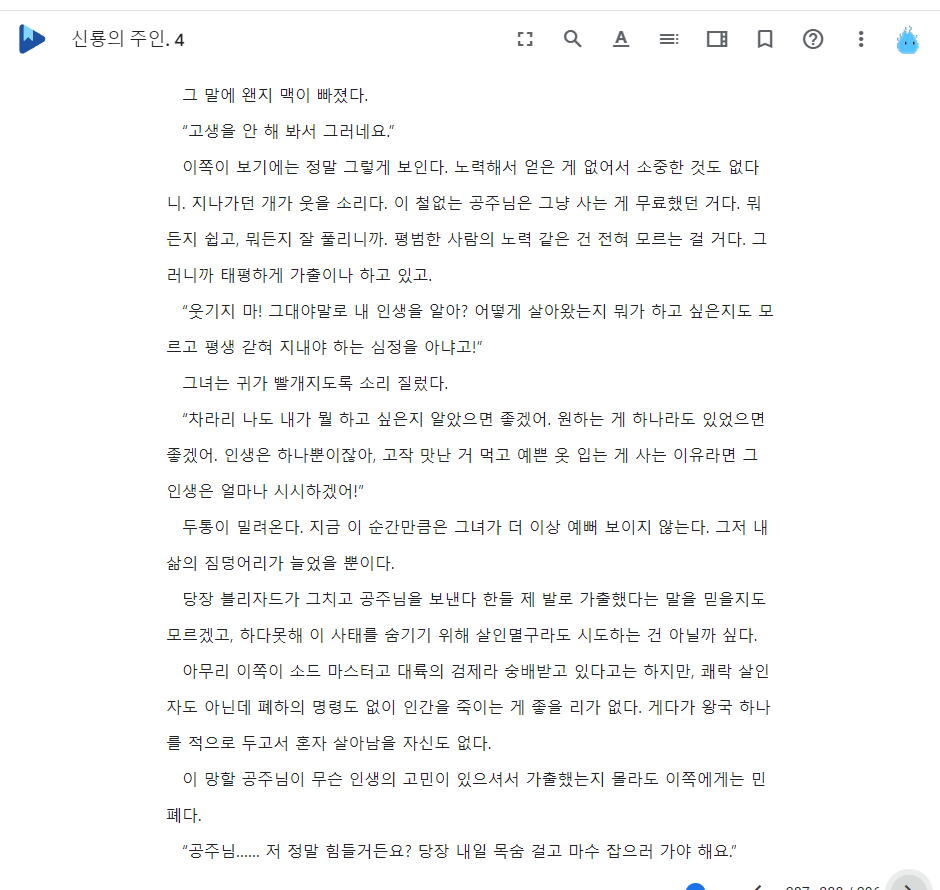 신룡의 주인. 4
그 말에 왠지 맥이 빠졌다.
“고생을 안 해 봐서 그러네요.”
이쪽이 보기에는 정말 그렇게 보인다. 노력해서 얻은 게 없어서 소중한 것도 없다
니. 지나가던 개가 웃을 소리다. 이 철없는 공주님은 그냥 사는 게 무료했던 거다. 뭐
든지 쉽고, 뭐든지 잘 풀리니까. 평범한 사람의 노력 같은 건 전혀 모르는 걸 거다. 그
러니까 태평하게 가출이나 하고 있고.
“웃기지 마! 그대야말로 내 인생을 알아? 어떻게 살아왔는지 뭐가 하고 싶은지도 모
르고 평생 갇혀 지내야 하는 심정을 아냐고!”
그녀는 귀가 빨개지도록 소리 질렀다.
“차라리 나도 내가 뭘 하고 싶은지 알았으면 좋겠어. 원하는 게 하나라도 있었으면
좋겠어. 인생은 하나뿐이잖아, 고작 맛난 거 먹고 예쁜 옷 입는 게 사는 이유라면 그
인생은 얼마나 시시하겠어!”
두통이 밀려온다. 지금 이 순간만큼은 그녀가 더 이상 예뻐 보이지 않는다. 그저 내
삶의 짐덩어리가 늘었을 뿐이다.
당장 블리자드가 그치고 공주님을 보낸다 한들 제 발로 가출했다는 말을 믿을지도
모르겠고, 하다못해 이 사태를 숨기기 위해 살인멸구라도 시도하는 건 아닐까 싶다.
아무리 이쪽이 소드 마스터고 대륙의 검제라 숭배받고 있다고는 하지만, 쾌락 살인
자도 아닌데 폐하의 명령도 없이 인간을 죽이는 게 좋을 리가 없다. 게다가 왕국 하나
를 적으로 두고서 혼자 살아남을 자신도 없다.
이 망할 공주님이 무슨 인생의 고민이 있으셔서 가출했는지 몰라도 이쪽에게는 민
폐다.
“공주님…… 저 정말 힘들거든요? 당장 내일 목숨 걸고 마수 잡으러 가야 해요.”